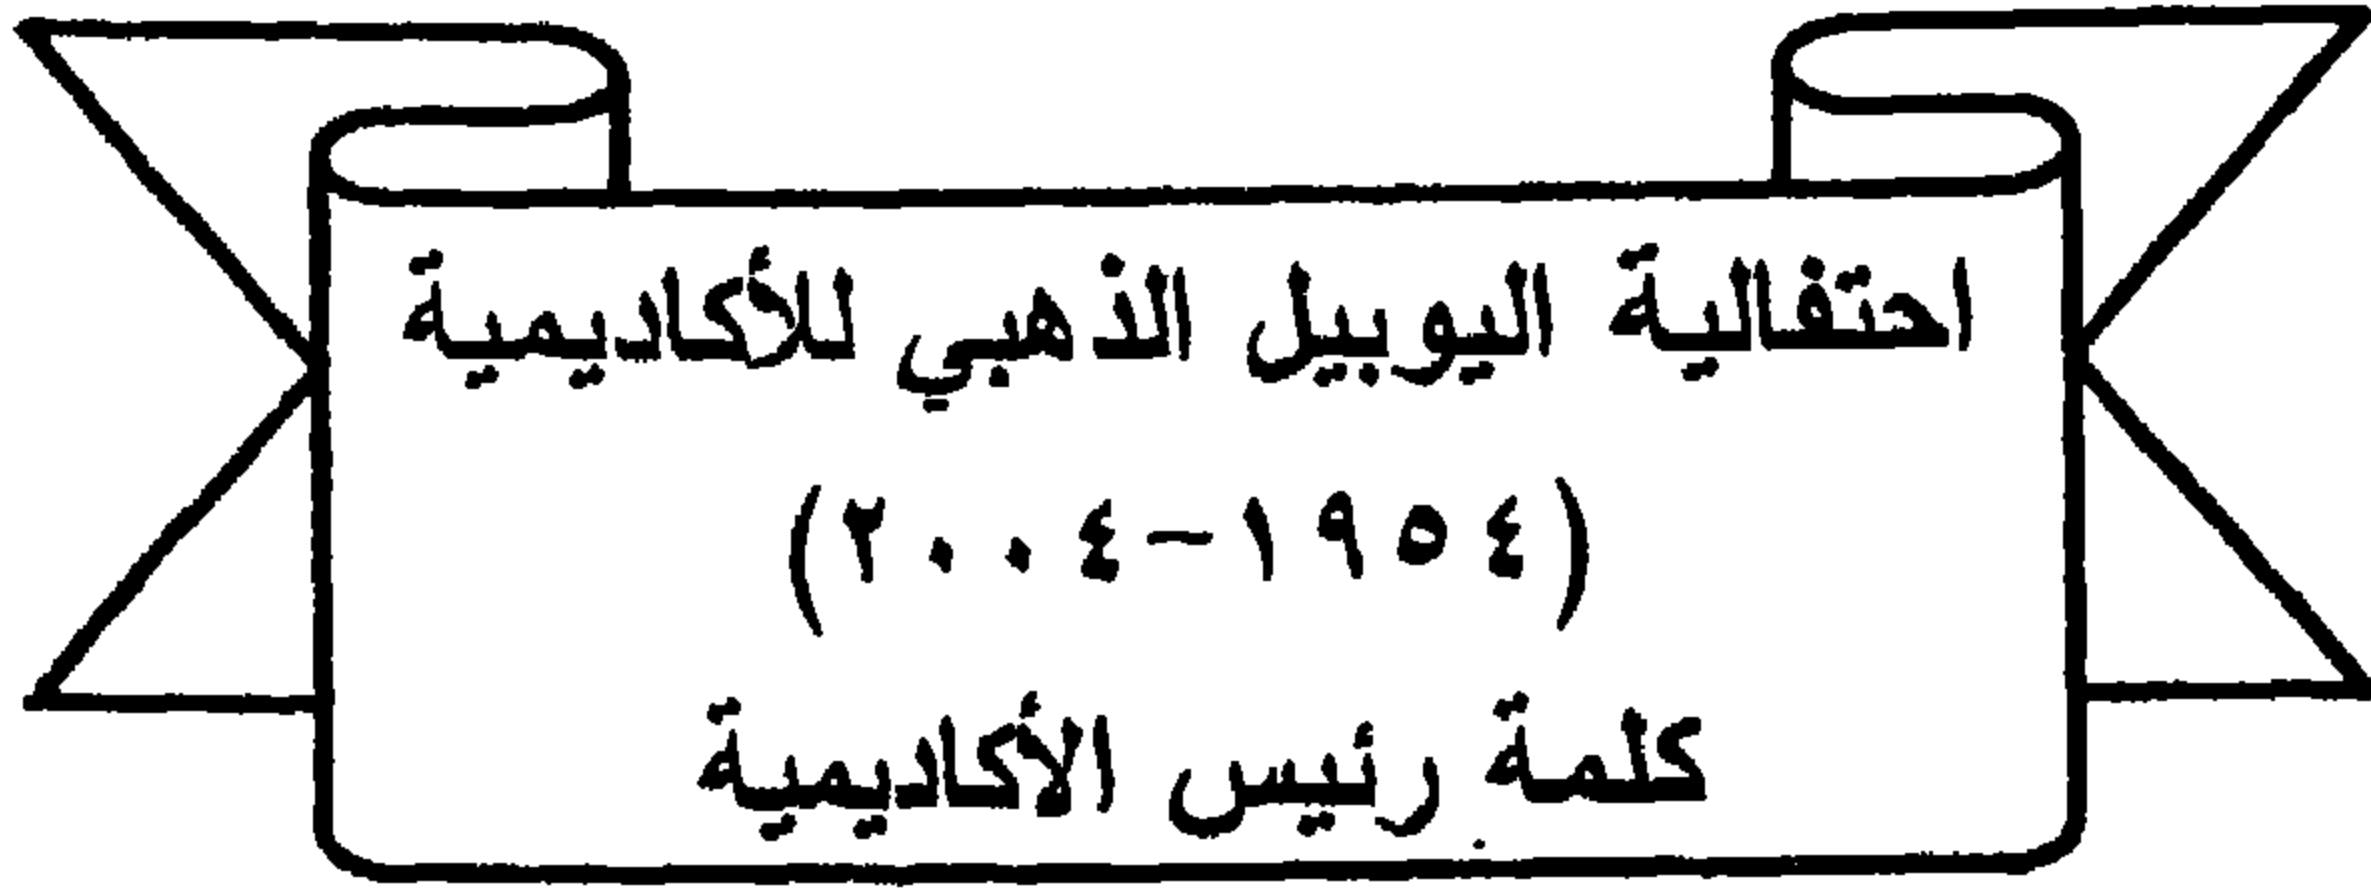 احتفالية اليوبيل الذهبي للأكاديمية
(١٩٥٤-٢٠٠٤)
كلمة رئيس الأكاديمية